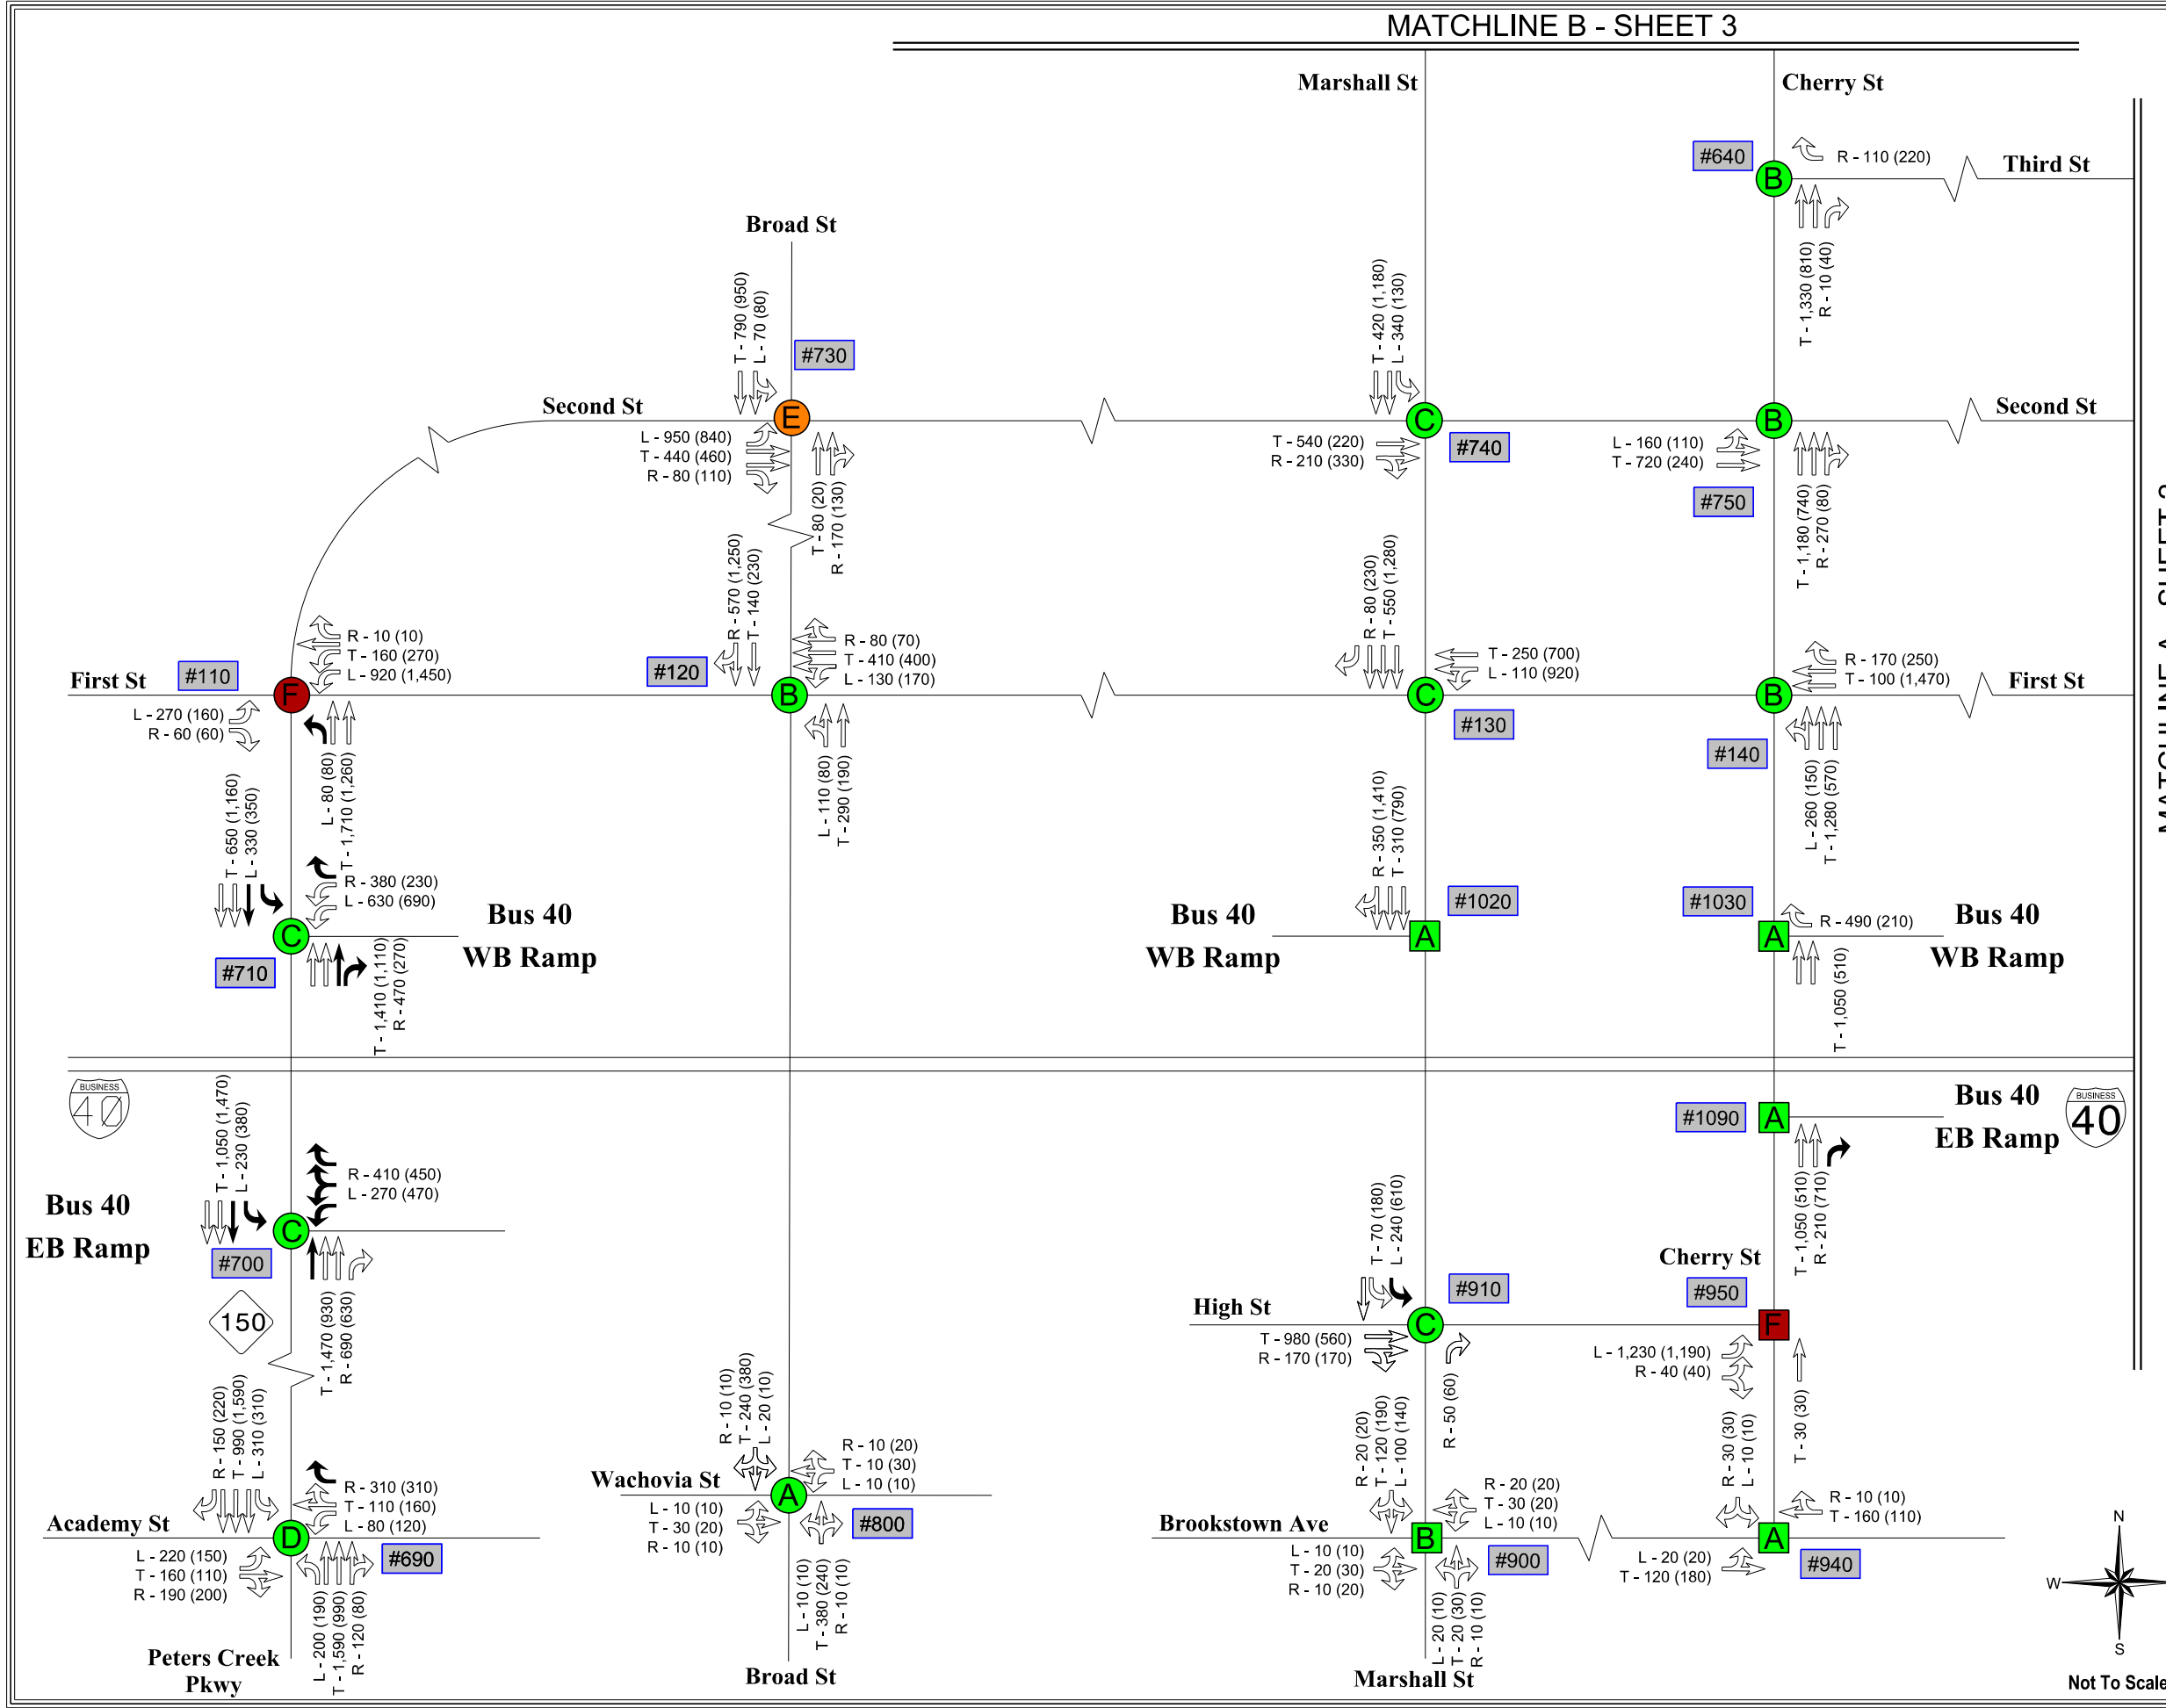 MATCHLINE B - SHEET 3
Marshall St
Cherry St
#640
B
R - 110 (220)
Third St
T - 1,330 (810)
R - 10 (40)
Broad St
T - 790 (950)
L - 70 (80)
#730
T - 420 (1,180)
L - 340 (130)
Second St
E
C
B
Second St
L - 950 (840)
T - 440 (460)
R - 80 (110)
T - 80 (20)
R - 170 (130)
T - 540 (220)
R - 210 (330)
#740
L - 160 (110)
T - 720 (240)
#750
T - 1,180 (740)
R - 270 (80)
R - 570 (1,250)
T - 140 (230)
R - 80 (230)
T - 550 (1,280)
First St
#110
F
R - 10 (10)
T - 160 (270)
L - 920 (1,450)
#120
B
R - 80 (70)
T - 410 (400)
L - 130 (170)
C
T - 250 (700)
L - 110 (920)
#130
B
R - 170 (250)
T - 100 (1,470)
First St
#140
L - 270 (160)
R - 60 (60)
L - 80 (80)
T - 1,710 (1,260)
L - 110 (80)
T - 290 (190)
L - 260 (150)
T - 1,280 (570)
T - 650 (1,160)
L - 330 (350)
R - 380 (230)
L - 630 (690)
C
#710
Bus 40
WB Ramp
T - 1,410 (1,110)
R - 470 (270)
R - 350 (1,410)
T - 310 (790)
Bus 40
WB Ramp
#1020
A
#1030
A
R - 490 (210)
Bus 40
WB Ramp
T - 1,050 (510)
BUSINESS
40
T - 1,050 (1,470)
L - 230 (380)
R - 410 (450)
L - 270 (470)
Bus 40
EB Ramp
C
#700
150
T - 1,470 (930)
R - 690 (630)
#1090
A
Bus 40
EB Ramp
BUSINESS
40
T - 1,050 (510)
R - 210 (710)
T - 70 (180)
L - 240 (610)
High St
#910
C
T - 980 (560)
R - 170 (170)
R - 50 (60)
Cherry St
#950
F
L - 1,230 (1,190)
R - 40 (40)
T - 30 (30)
R - 150 (220)
T - 990 (1,590)
L - 310 (310)
Academy St
D
R - 310 (310)
T - 110 (160)
L - 80 (120)
#690
L - 220 (150)
T - 160 (110)
R - 190 (200)
L - 200 (190)
T - 1,590 (990)
R - 120 (80)
Peters Creek
Pkwy
R - 10 (10)
T - 240 (380)
L - 20 (10)
Wachovia St
A
R - 10 (20)
T - 10 (30)
L - 10 (10)
#800
L - 10 (10)
T - 30 (20)
R - 10 (10)
L - 10 (10)
T - 380 (240)
R - 10 (10)
Broad St
R - 20 (20)
T - 120 (190)
L - 100 (140)
Brookstown Ave
B
R - 20 (20)
T - 30 (20)
L - 10 (10)
#900
L - 10 (10)
T - 20 (30)
R - 10 (20)
L - 20 (10)
T - 20 (30)
R - 10 (10)
Marshall St
R - 30 (30)
L - 10 (10)
A
R - 10 (10)
T - 160 (110)
#940
L - 20 (20)
T - 120 (180)
N
W
S
Not To Scale